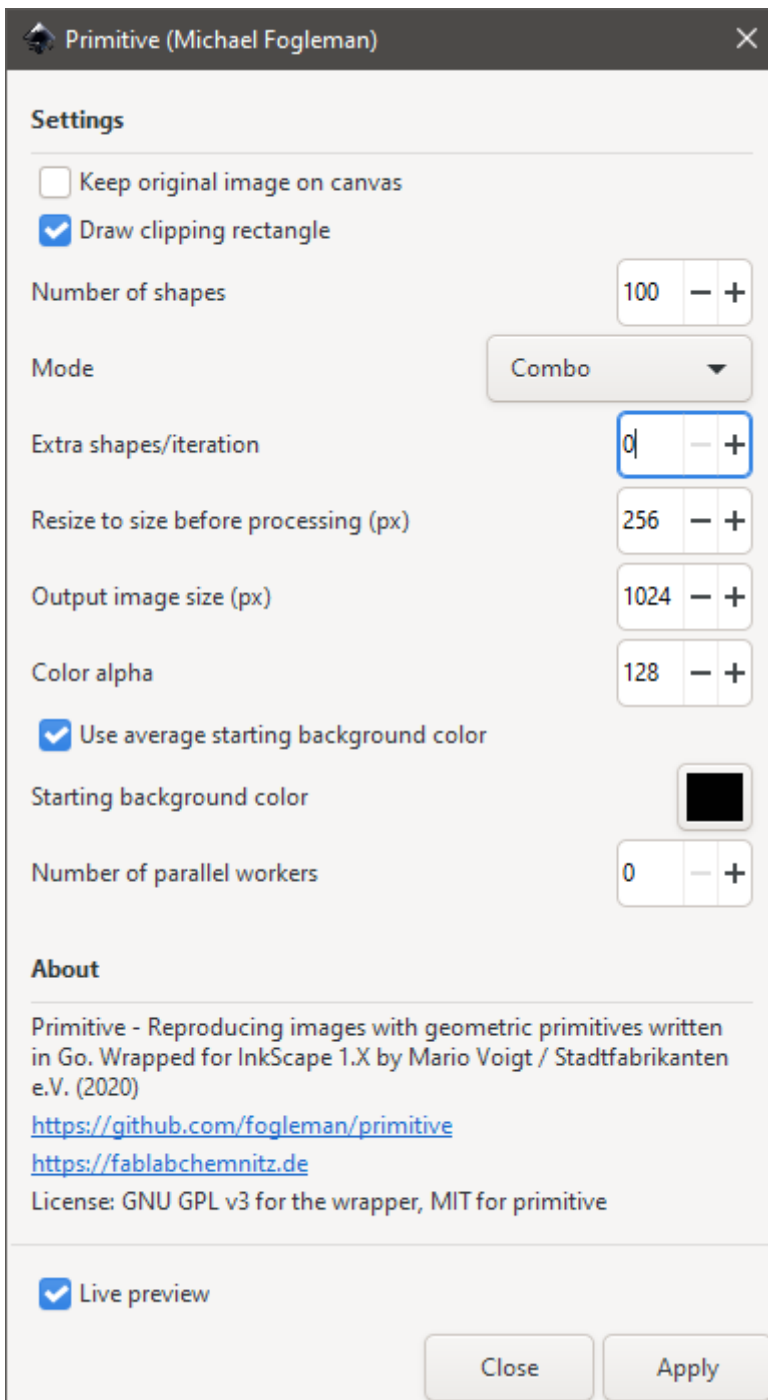 Primitive (Michael Fogleman)
Settings
Keep original image on canvas
Draw clipping rectangle
Number of shapes 100
Mode Combo
Extra shapes/iteration 0
Resize to size before processing (px) 256
Output image size (px) 1024
Color alpha 128
Use average starting background color
Starting background color
Number of parallel workers 0
About
Primitive - Reproducing images with geometric primitives written
in Go. Wrapped for InkScape 1.X by Mario Voigt / Stadtfabrikanten
e.V. (2020)
https://github.com/fogleman/primitive
https://fablabchemnitz.de
License: GNU GPL v3 for the wrapper, MIT for primitive
Live preview
Close Apply